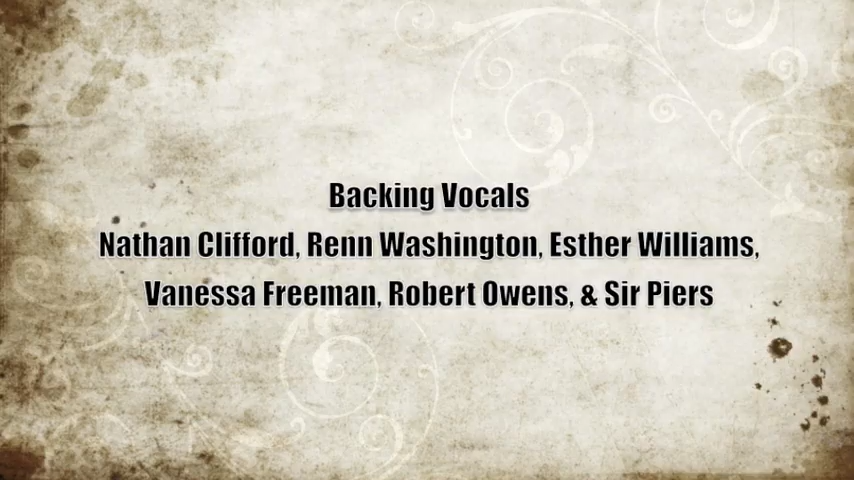 Backing Vocals
Nathan Clifford, Renn Washington, Esther Williams,
Vanessa Freeman, Robert Owens, & Sir Piers